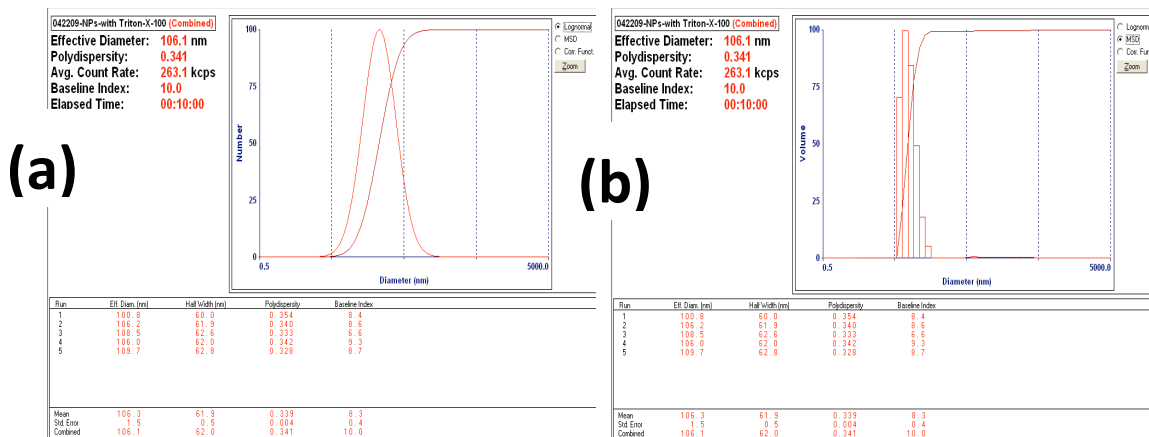 (a)
042209-NPs-with Triton-X-100 (Combined)
Effective Diameter: 106.1 nm
Polydispersity: 0.341
Avg. Count Rate: 263.1 kcps
Baseline Index: 10.0
Elapsed Time: 00:10:00
100
75
50
25
0
Number
0.5 5000.0
Diameter (nm)
Lognormal
MSD
Corr. Funct.
Zoom
Run Eff. Diam. (nm) Half Width (nm) Polydispersity Baseline Index
1 100.8 60.0 0.354 8.4
2 106.2 61.9 0.340 8.6
3 108.5 62.6 0.333 6.6
4 106.0 62.0 0.342 9.3
5 109.7 62.8 0.328 8.7
Mean 106.3 61.9 0.339 8.3
Std. Error 1.5 0.5 0.004 0.4
Combined 106.1 62.0 0.341 10.0
(b)
042209-NPs-with Triton-X-100 (Combined)
Effective Diameter: 106.1 nm
Polydispersity: 0.341
Avg. Count Rate: 263.1 kcps
Baseline Index: 10.0
Elapsed Time: 00:10:00
100
75
50
25
0
Volume
0.5 5000.0
Diameter (nm)
Lognorm
MSD
Corr. Fun
Zoom
Run Eff. Diam. (nm) Half Width (nm) Polydispersity Baseline Index
1 100.8 60.0 0.354 8.4
2 106.2 61.9 0.340 8.6
3 108.5 62.6 0.333 6.6
4 106.0 62.0 0.342 9.3
5 109.7 62.8 0.328 8.7
Mean 106.3 61.9 0.339 8.3
Std. Error 1.5 0.5 0.004 0.4
Combined 106.1 62.0 0.341 10.0